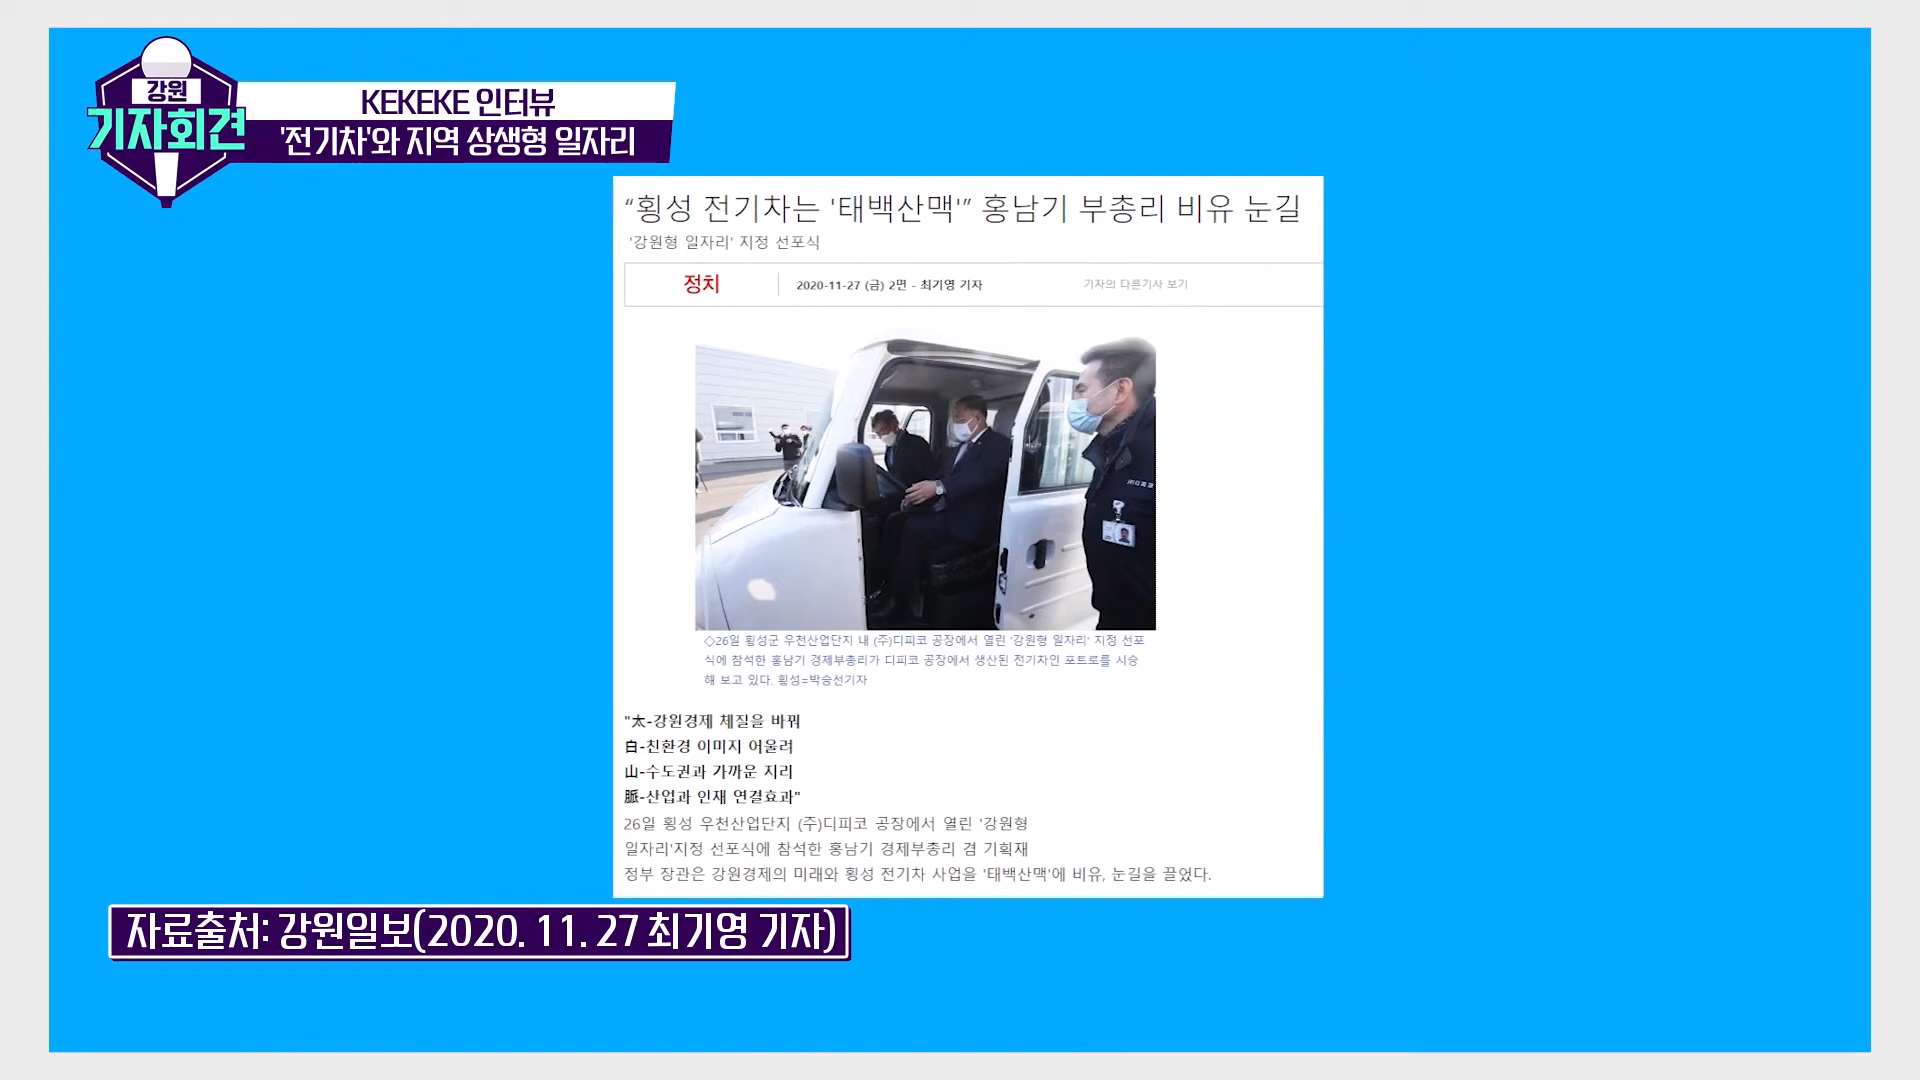 강원
기자회견
KEKEKE 인터뷰
'전기차'와 지역 상생형 일자리
“횡성 전기차는 '태백산맥'” 홍남기 부총리 비유 눈길
'강원형 일자리' 지정 선포식
정치
2020-11-27 (금) 2면 - 최기영 기자
기자의 다른기사 보기
◇26일 횡성군 우천산업단지 내 (주)디피코 공장에서 열린 '강원형 일자리' 지정 선포
식에 참석한 홍남기 경제부총리가 디피코 공장에서 생산된 전기차인 포트로를 시승
해 보고 있다. 횡성=박승선기자
"太-강원경제 체질을 바꿔
白-친환경 이미지 어울려
山-수도권과 가까운 지리
脈-산업과 인재 연결효과"
26일 횡성 우천산업단지 (주)디피코 공장에서 열린 '강원형
일자리'지정 선포식에 참석한 홍남기 경제부총리 겸 기획재
정부 장관은 강원경제의 미래와 횡성 전기차 사업을 '태백산맥'에 비유, 눈길을 끌었다.
자료출처: 강원일보(2020. 11. 27 최기영 기자)